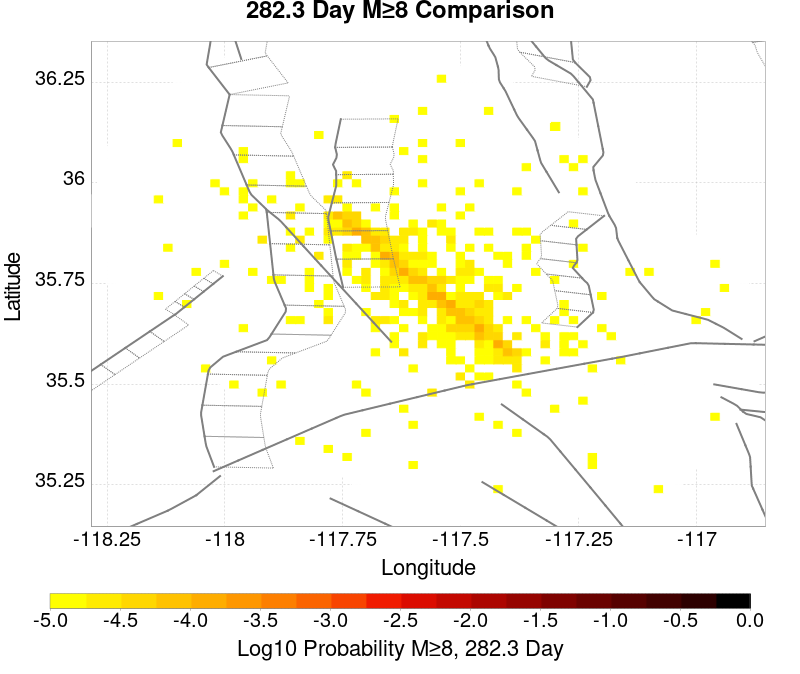 282.3 Day M≥8 Comparison
36.25
36
35.75
35.5
35.25
Latitude
-118.25 -118 -117.75 -117.5 -117.25 -117
Longitude
-5.0 -4.5 -4.0 -3.5 -3.0 -2.5 -2.0 -1.5 -1.0 -0.5 0.0
Log10 Probability M≥8, 282.3 Day